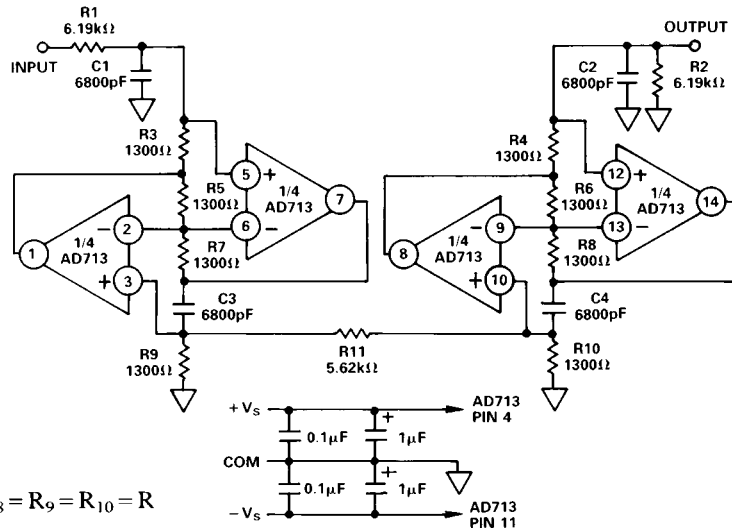 R1
6.19kΩ
INPUT
C1
6800pF
R3
1300Ω
R5
1300Ω
R7
1300Ω
1/4
AD713
1
2
−
3
+
5
+
6
−
1/4
AD713
7
C3
6800pF
R9
1300Ω
R11
5.62kΩ
OUTPUT
C2
6800pF
R2
6.19kΩ
R4
1300Ω
R6
1300Ω
R8
1300Ω
1/4
AD713
8
9
−
10
+
12
+
13
−
1/4
AD713
14
C4
6800pF
R10
1300Ω
+VS
0.1µF
+
1µF
AD713
PIN 4
COM
0.1µF
+
1µF
−VS
AD713
PIN 11
8 = R9 = R10 = R